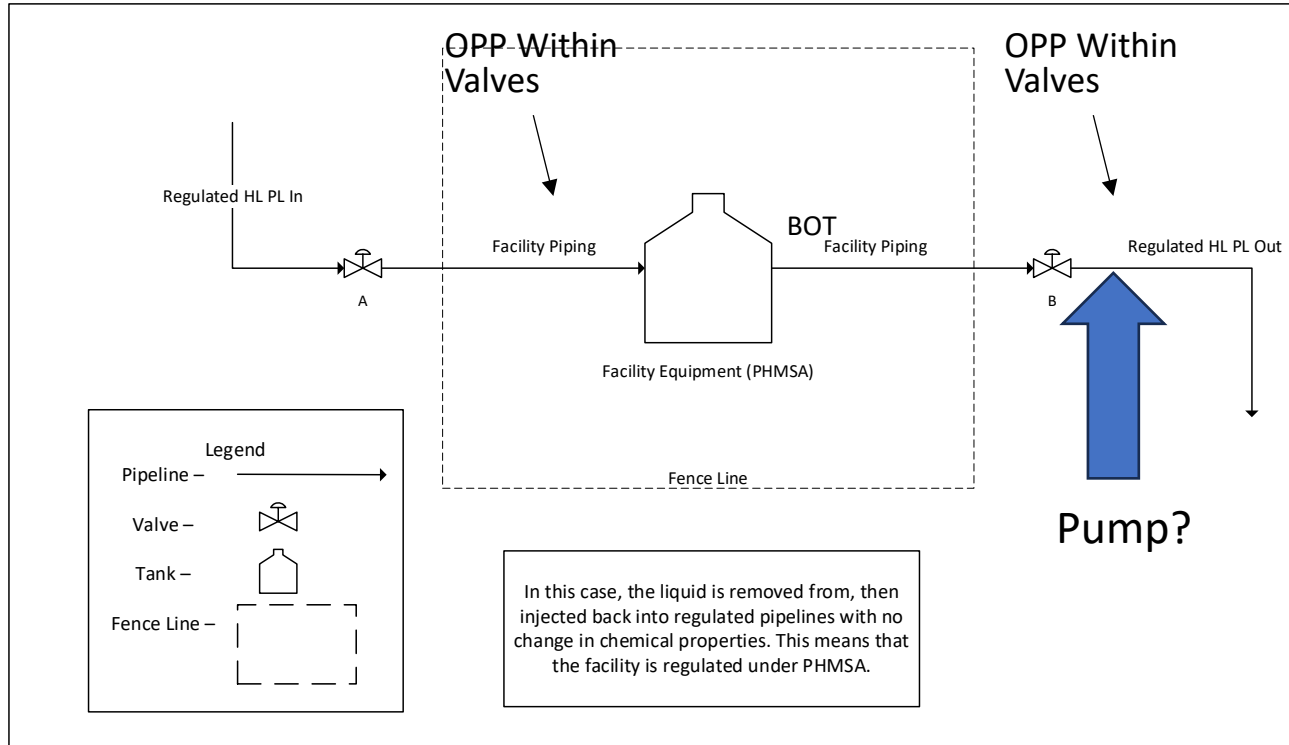 OPP Within
Valves
OPP Within
Valves
Regulated HL PL In
Facility Piping
BOT
Facility Piping
Regulated HL PL Out
A
B
Facility Equipment (PHMSA)
Fence Line
Pump?
Legend
Pipeline –
Valve –
Tank –
Fence Line –
In this case, the liquid is removed from, then
injected back into regulated pipelines with no
change in chemical properties. This means that
the facility is regulated under PHMSA.